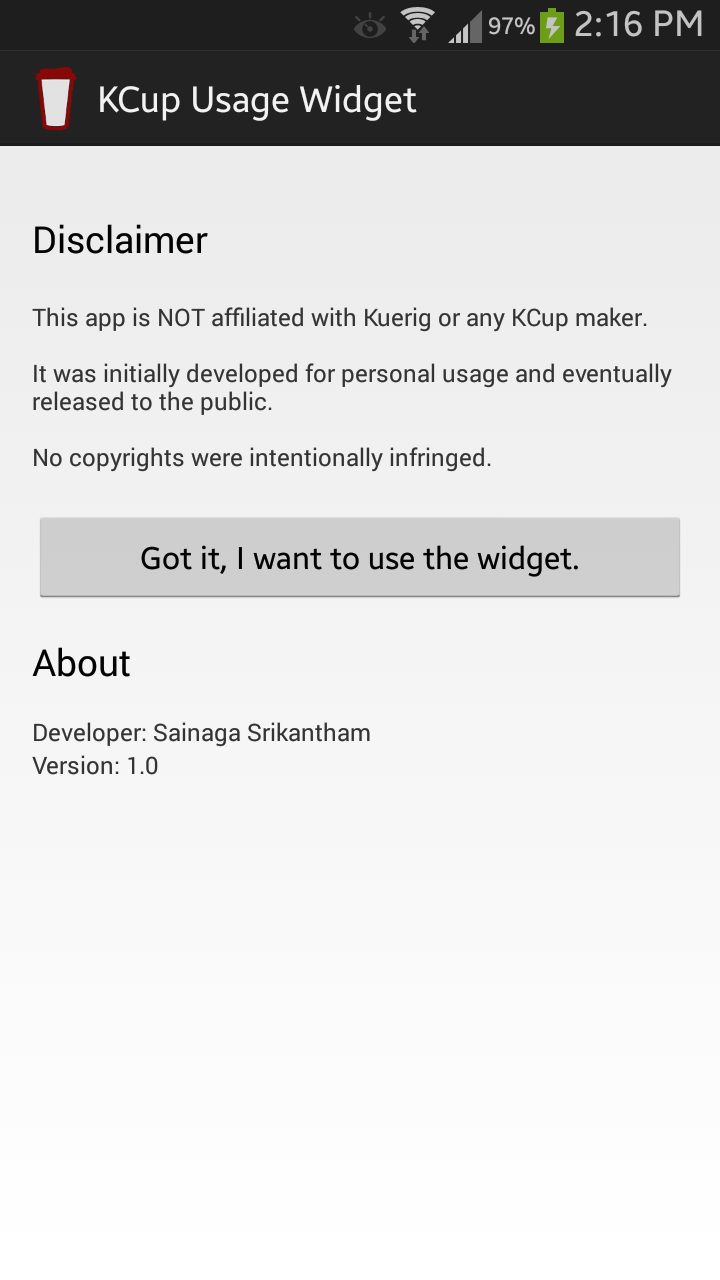 97% 2:16 PM
KCup Usage Widget
Disclaimer
This app is NOT affiliated with Kuerig or any KCup maker.
It was initially developed for personal usage and eventually
released to the public.
No copyrights were intentionally infringed.
Got it, I want to use the widget.
About
Developer: Sainaga Srikantham
Version: 1.0